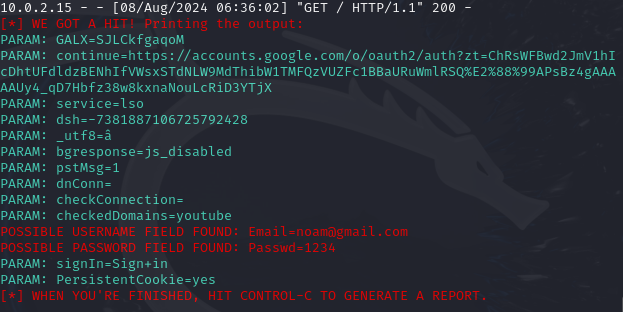 10.0.2.15 - - [08/Aug/2024 06:36:02] "GET / HTTP/1.1" 200 -
[*] WE GOT A HIT! Printing the output:
PARAM: GALX=SJLCkfgaqoM
PARAM: continue=https://accounts.google.com/o/oauth2/auth?zt=ChRsWFBwd2JmV1hI
cDhtUFdldzBENhIfVWsxSTdNLW9MdThibW1TMFQzVUZFc1BBaURuWmlRSQ%E2%88%99APsBz4gAAA
AAUy4_qD7Hbfz38w8kxnaNouLcRiD3YTjX
PARAM: service=lso
PARAM: dsh=-7381887106725792428
PARAM: _utf8=â
PARAM: bgresponse=js_disabled
PARAM: pstMsg=1
PARAM: dnConn=
PARAM: checkConnection=
PARAM: checkedDomains=youtube
POSSIBLE USERNAME FIELD FOUND: Email=noam@gmail.com
POSSIBLE PASSWORD FIELD FOUND: Passwd=1234
PARAM: signIn=Sign+in
PARAM: PersistentCookie=yes
[*] WHEN YOU'RE FINISHED, HIT CONTROL-C TO GENERATE A REPORT.